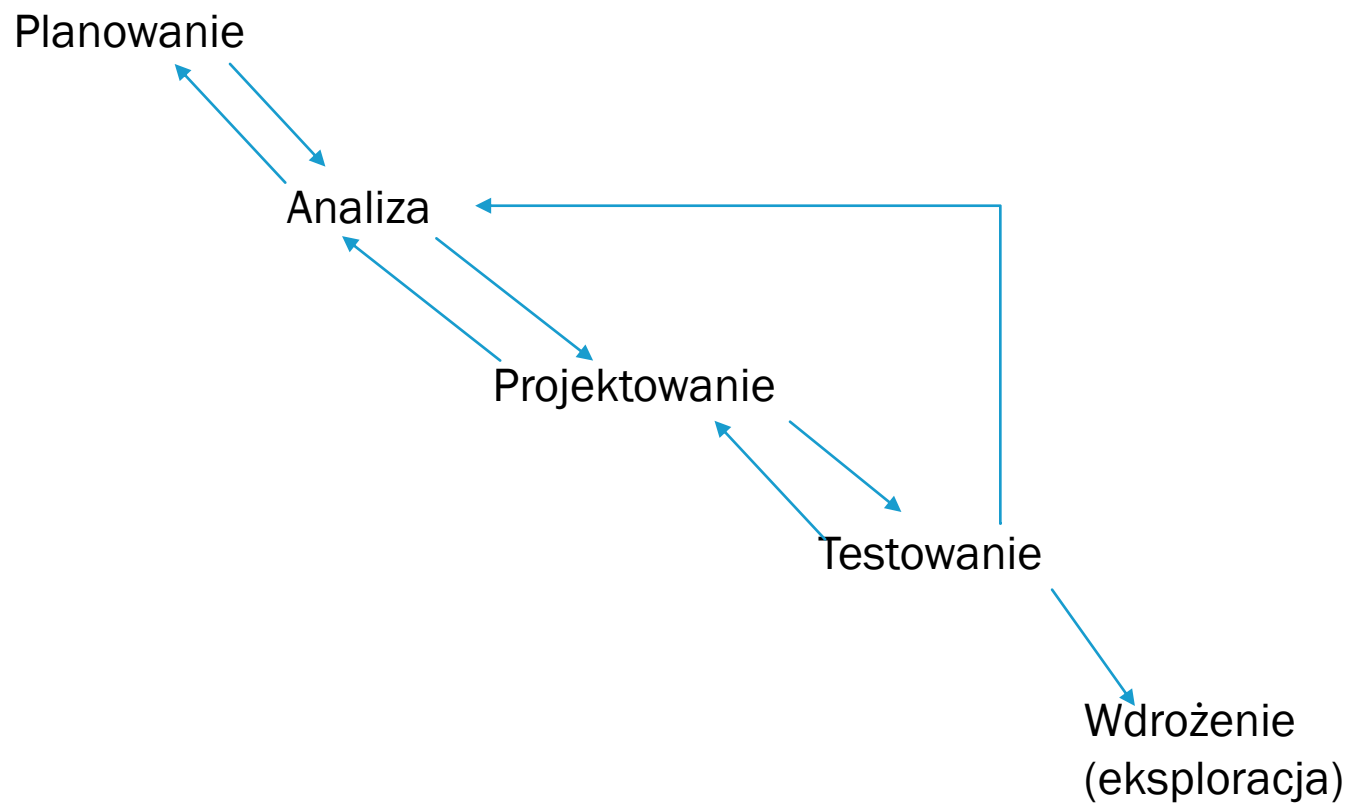 Planowanie
Analiza
Projektowanie
Testowanie
Wdrożenie
(eksploracja)